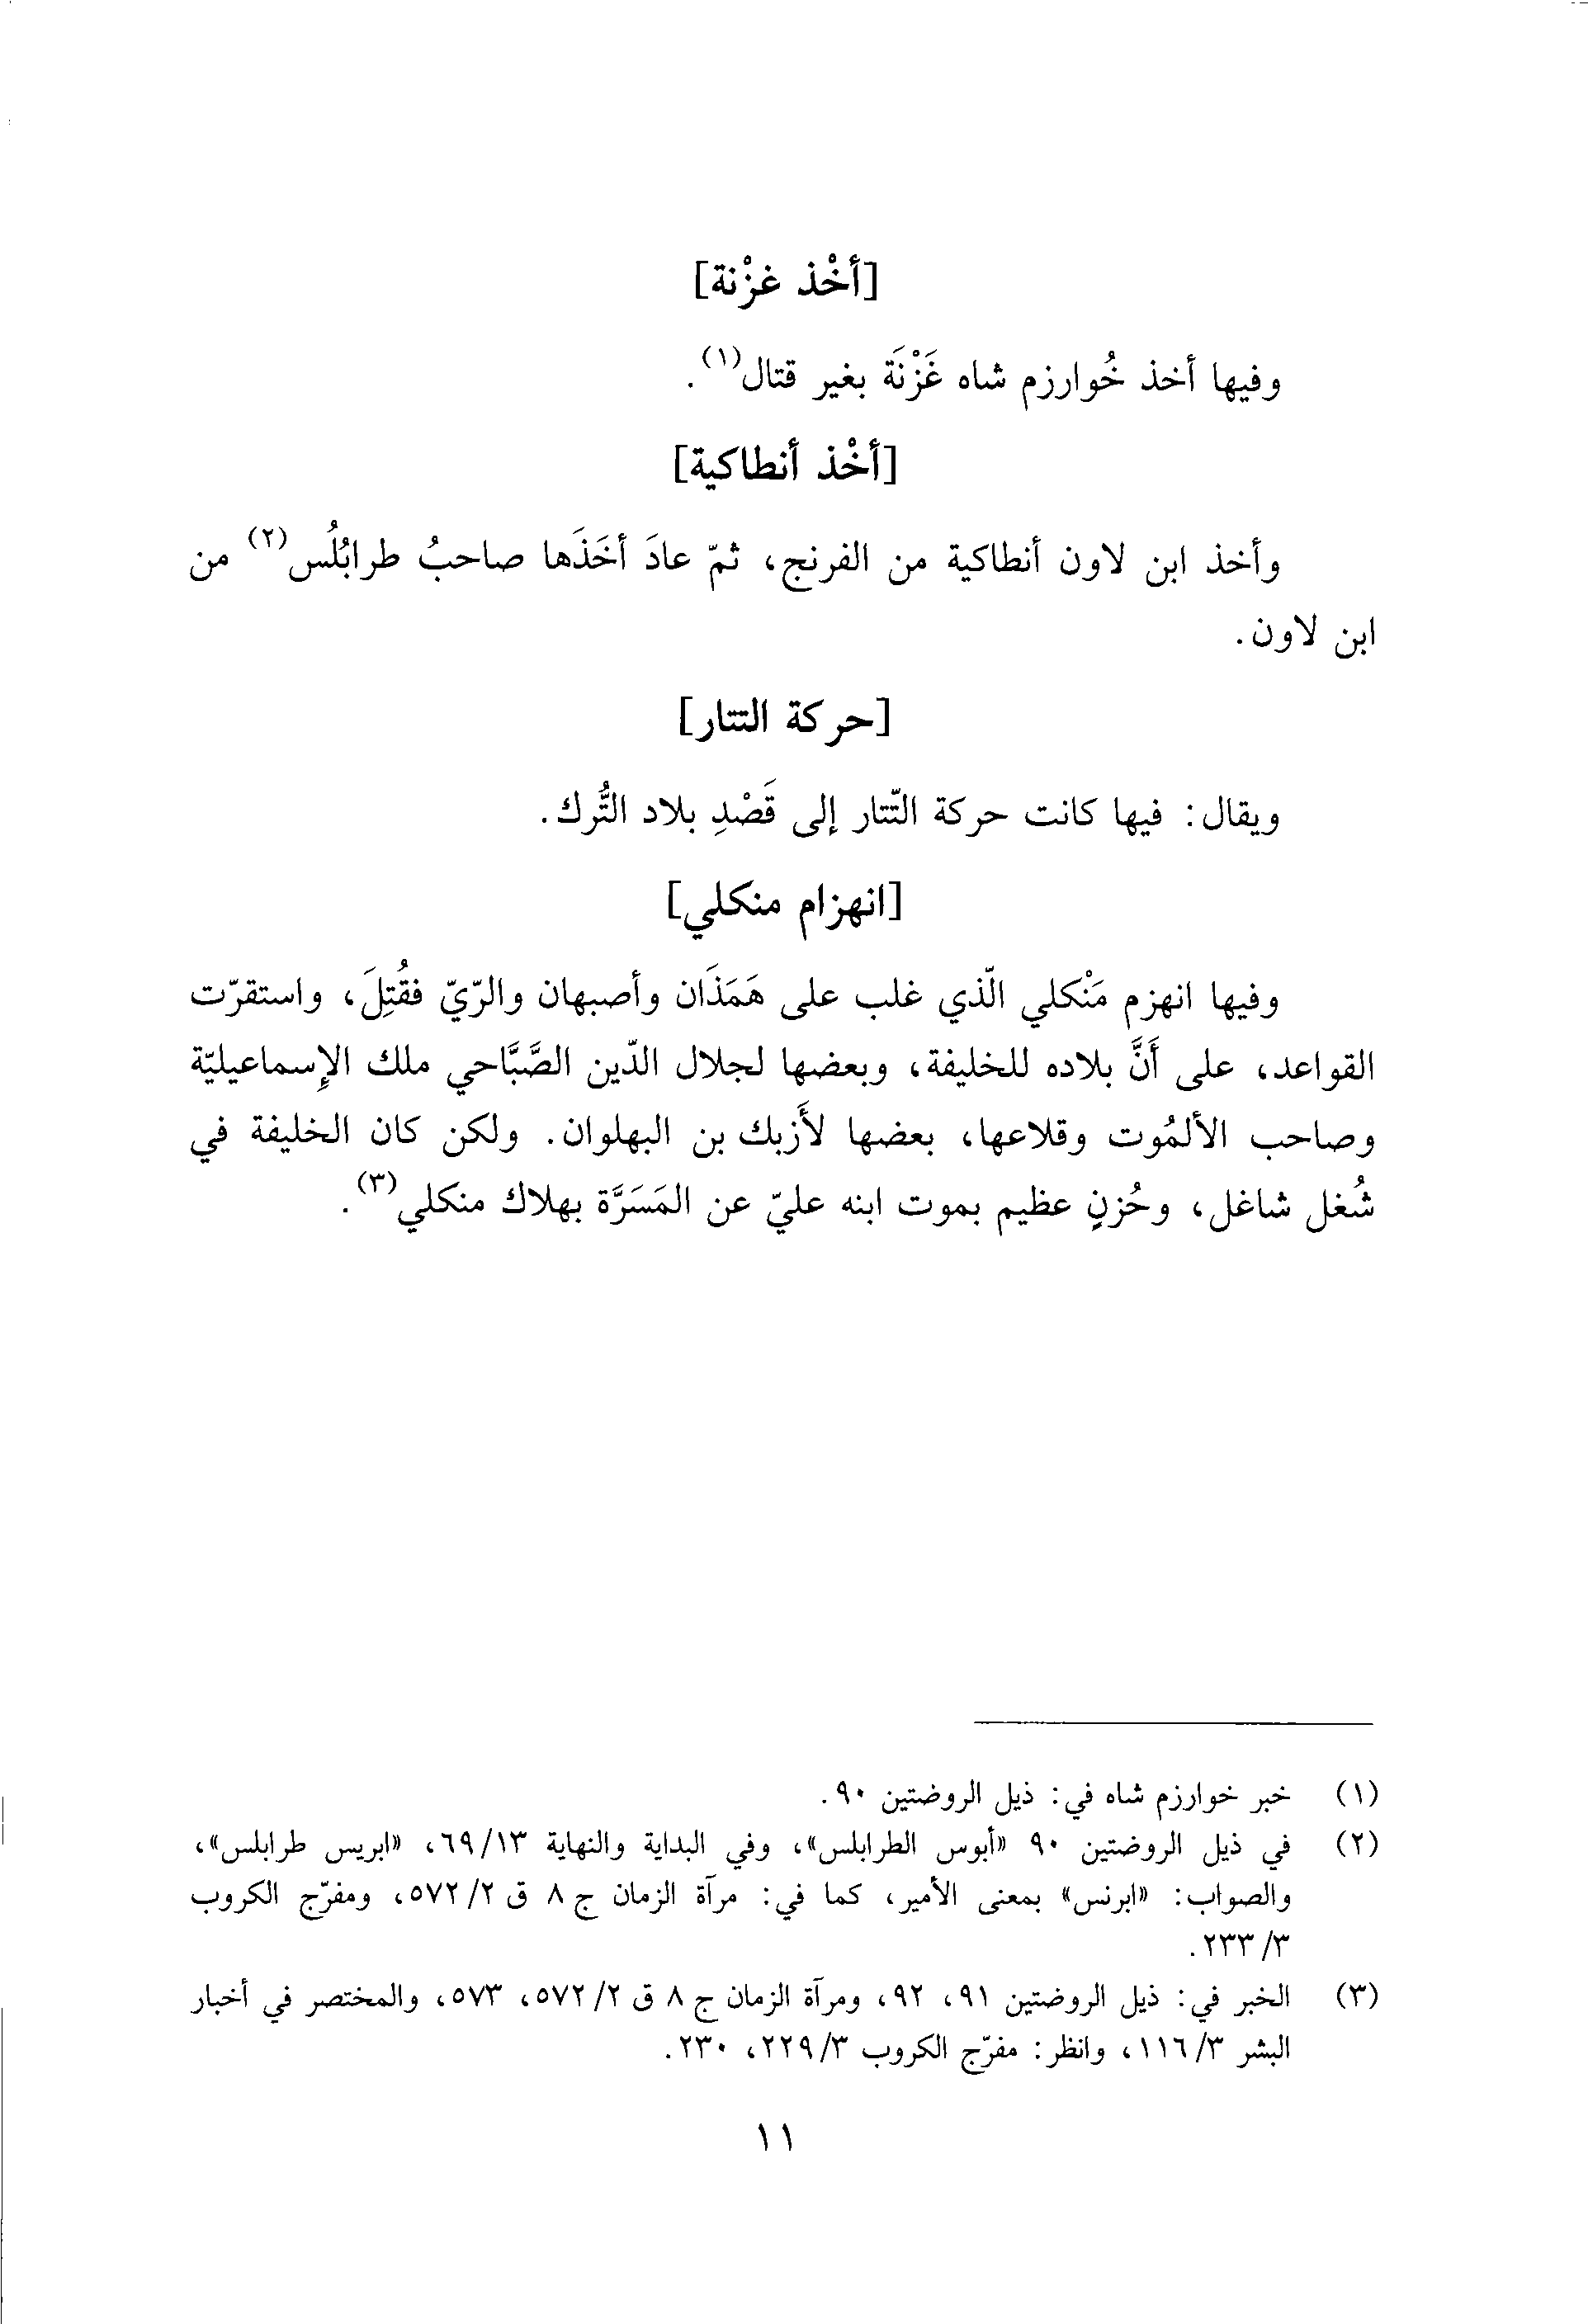 [أخْذ غزْنة]
وفيها أخذ خُوارزم شاه غَزْنَة بغير قتال(١).
[أخْذ أنطاكية]
وأخذ ابن لاون أنطاكية من الفرنج، ثمّ عادَ أخَذَها صاحبُ طرابُلُس(٢) من
ابن لاون.
[حركة التتار]
ويقال: فيها كانت حركة التّتار إلى قَصْدِ بلاد التُّرك.
[انهزام منكلي]
وفيها انهزم مَنْكلي الّذي غلب على هَمَذَان وأصبهان والرّيّ فقُتِلَ، واستقرّت
القواعد، على أَنَّ بلاده للخليفة، وبعضها لجلال الدّين الصَّبَّاحي ملك الإسماعيليّة
وصاحب الألمُوت وقلاعها، بعضها لأَزبك بن البهلوان. ولكن كان الخليفة في
شُغل شاغل، وحُزنٍ عظيم بموت ابنه عليّ عن المَسَرَّة بهلاك منكلي(٣).
(١) خبر خوارزم شاه في: ذيل الروضتين ٩٠.
(٢) في ذيل الروضتين ٩٠ «أبوس الطرابلس»، وفي البداية والنهاية ٦٩/١٣، «ابريس طرابلس»،
والصواب: «ابرنس» بمعنى الأمير، كما في: مرآة الزمان ج ٨ ق ٢/ ٥٧٢، ومفرّج الكروب
٣/ ٢٣٣.
(٣) الخبر في: ذيل الروضتين ٩١، ٩٢، ومرآة الزمان ج ٨ ق ٢/ ٥٧٢، ٥٧٣، والمختصر في أخبار
البشر ٣/ ١١٦، وانظر: مفرّج الكروب ٣/ ٢٢٩، ٢٣٠.
١١